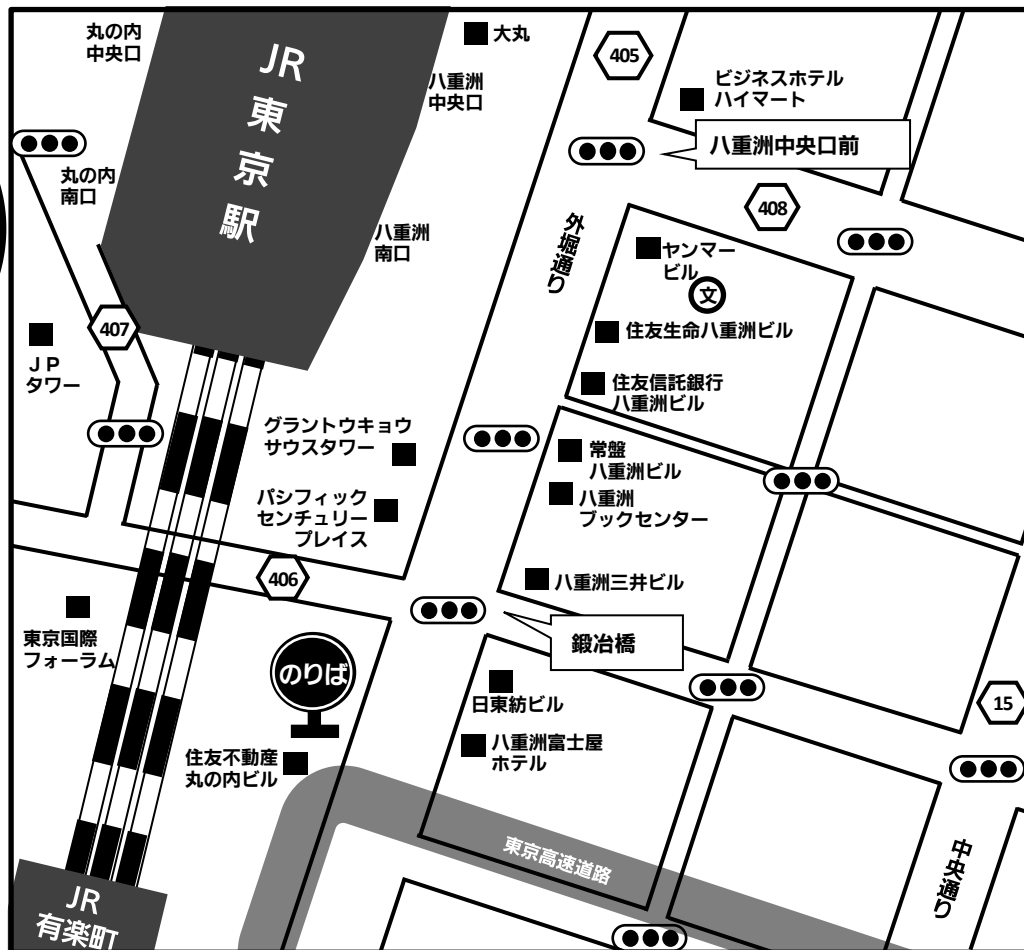 丸の内
中央口
JR
東
京
駅
大丸
405
八重洲
中央口
ビジネスホテル
ハイマート
八重洲中央口前
丸の内
南口
408
八重洲
南口
外堀通り
ヤンマー
ビル
文
407
住友生命八重洲ビル
JP
タワー
住友信託銀行
八重洲ビル
グラントウキョウ
サウスタワー
常盤
八重洲ビル
パシフィック
センチュリー
プレイス
八重洲
ブックセンター
406
八重洲三井ビル
東京国際
フォーラム
鍛冶橋
のりば
日東紡ビル
15
住友不動産
丸の内ビル
八重洲富士屋
ホテル
東京高速道路
中央通り
JR
有楽町